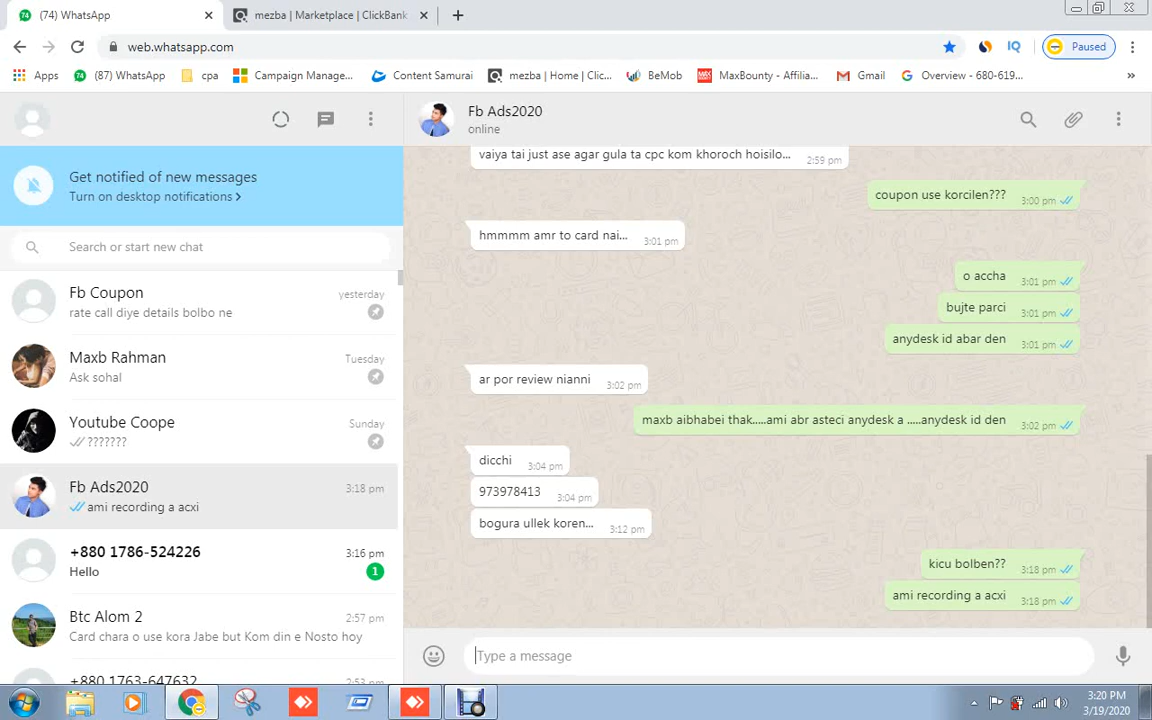 (74) WhatsApp
mezba | Marketplace | ClickBank
web.whatsapp.com
Paused
Apps
(87) WhatsApp
cpa
Campaign Manage...
Content Samurai
mezba | Home | Clic...
BeMob
MaxBounty - Affilia...
Gmail
Overview - 680-619...
Fb Ads2020
online
Get notified of new messages
Turn on desktop notifications >
Search or start new chat
Fb Coupon
yesterday
rate call diye details bolbo ne
Maxb Rahman
Tuesday
Ask sohal
Youtube Coope
Sunday
???????
Fb Ads2020
3:18 pm
ami recording a acxi
+880 1786-524226
3:16 pm
Hello
1
Btc Alom 2
2:57 pm
Card chara o use kora Jabe but Kom din e Nosto hoy
+880 1763-647632
2:53 pm
vaiya tai just ase agar gula ta cpc kom khoroch hoisilo...
2:59 pm
coupon use korcilen???
3:00 pm
hmmmm amr to card nai...
3:01 pm
o accha
3:01 pm
bujte parci
3:01 pm
anydesk id abar den
3:01 pm
ar por review nianni
3:02 pm
maxb aibhabei thak.....ami abr asteci anydesk a .....anydesk id den
3:02 pm
dicchi
3:04 pm
973978413
3:04 pm
bogura ullek koren...
3:12 pm
kicu bolben??
3:18 pm
ami recording a acxi
3:18 pm
Type a message
3:20 PM
3/19/2020